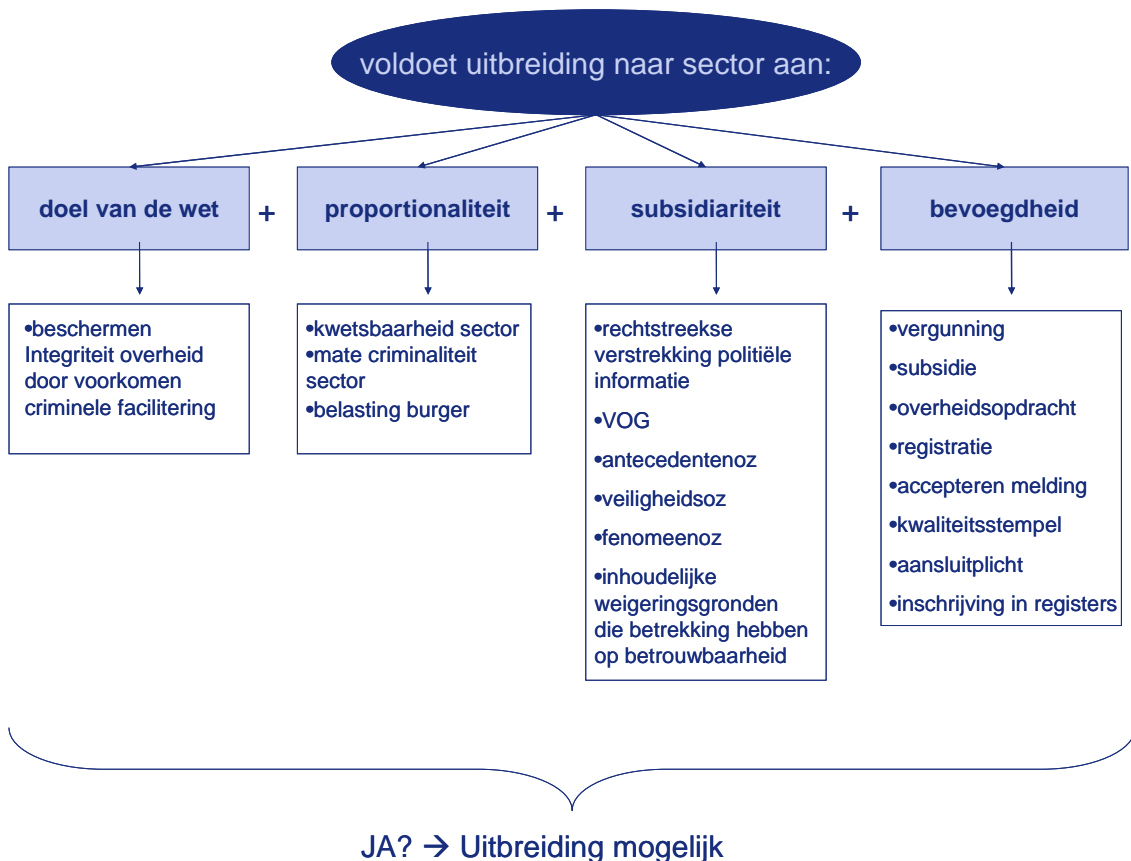 voldoet uitbreiding naar sector aan:
doel van de wet
+
proportionaliteit
+
subsidiariteit
+
bevoegdheid
•beschermen
Integriteit overheid
door voorkomen
criminele facilitering
•kwetsbaarheid sector
•mate criminaliteit
sector
•belasting burger
•rechtstreekse
verstrekking politiële
informatie
•VOG
•antecedentenoz
•veiligheidsoz
•fenomeenoz
•inhoudelijke
weigeringsgronden
die betrekking hebben
op betrouwbaarheid
•vergunning
•subsidie
•overheidsopdracht
•registratie
•accepteren melding
•kwaliteitsstempel
•aansluitplicht
•inschrijving in registers
JA? → Uitbreiding mogelijk